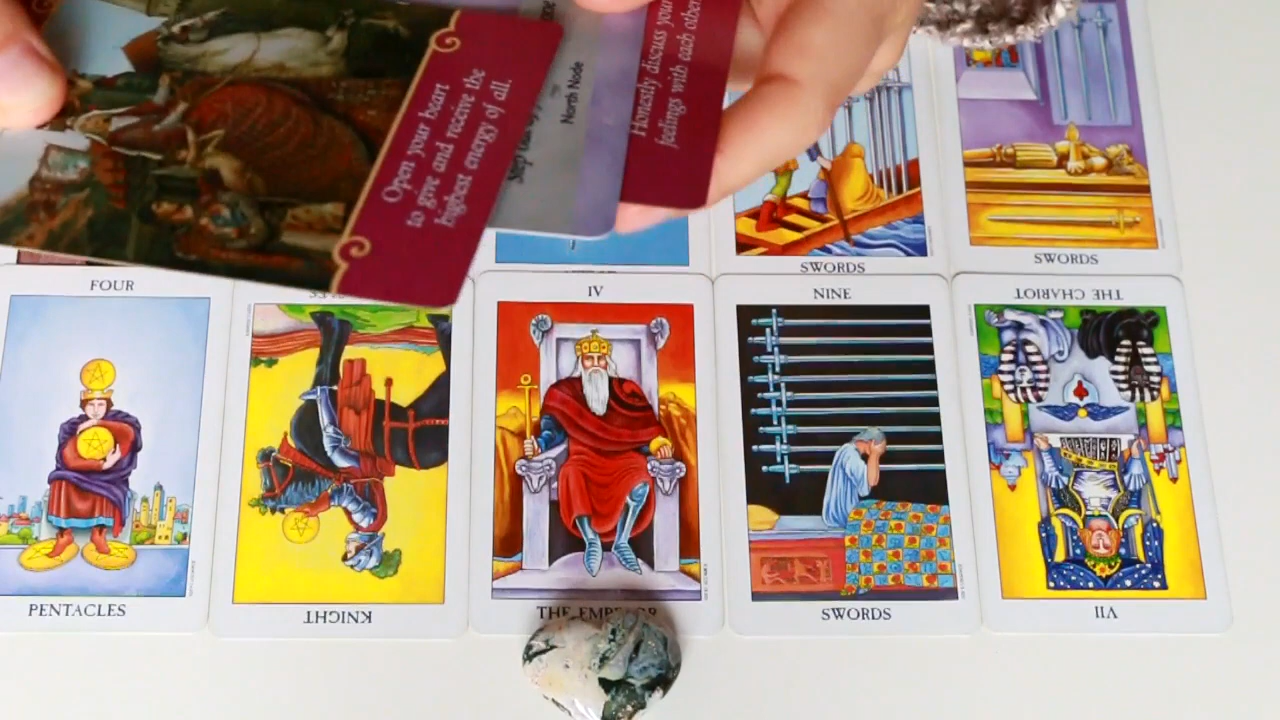 Open your heart
to give and receive the
highest energy of all.
North Node
Honestly discuss your
feelings with each other
SWORDS
SWORDS
FOUR
IV
NINE
THE CHARIOT
PENTACLES
KNIGHT
THE EMPEROR
SWORDS
VII